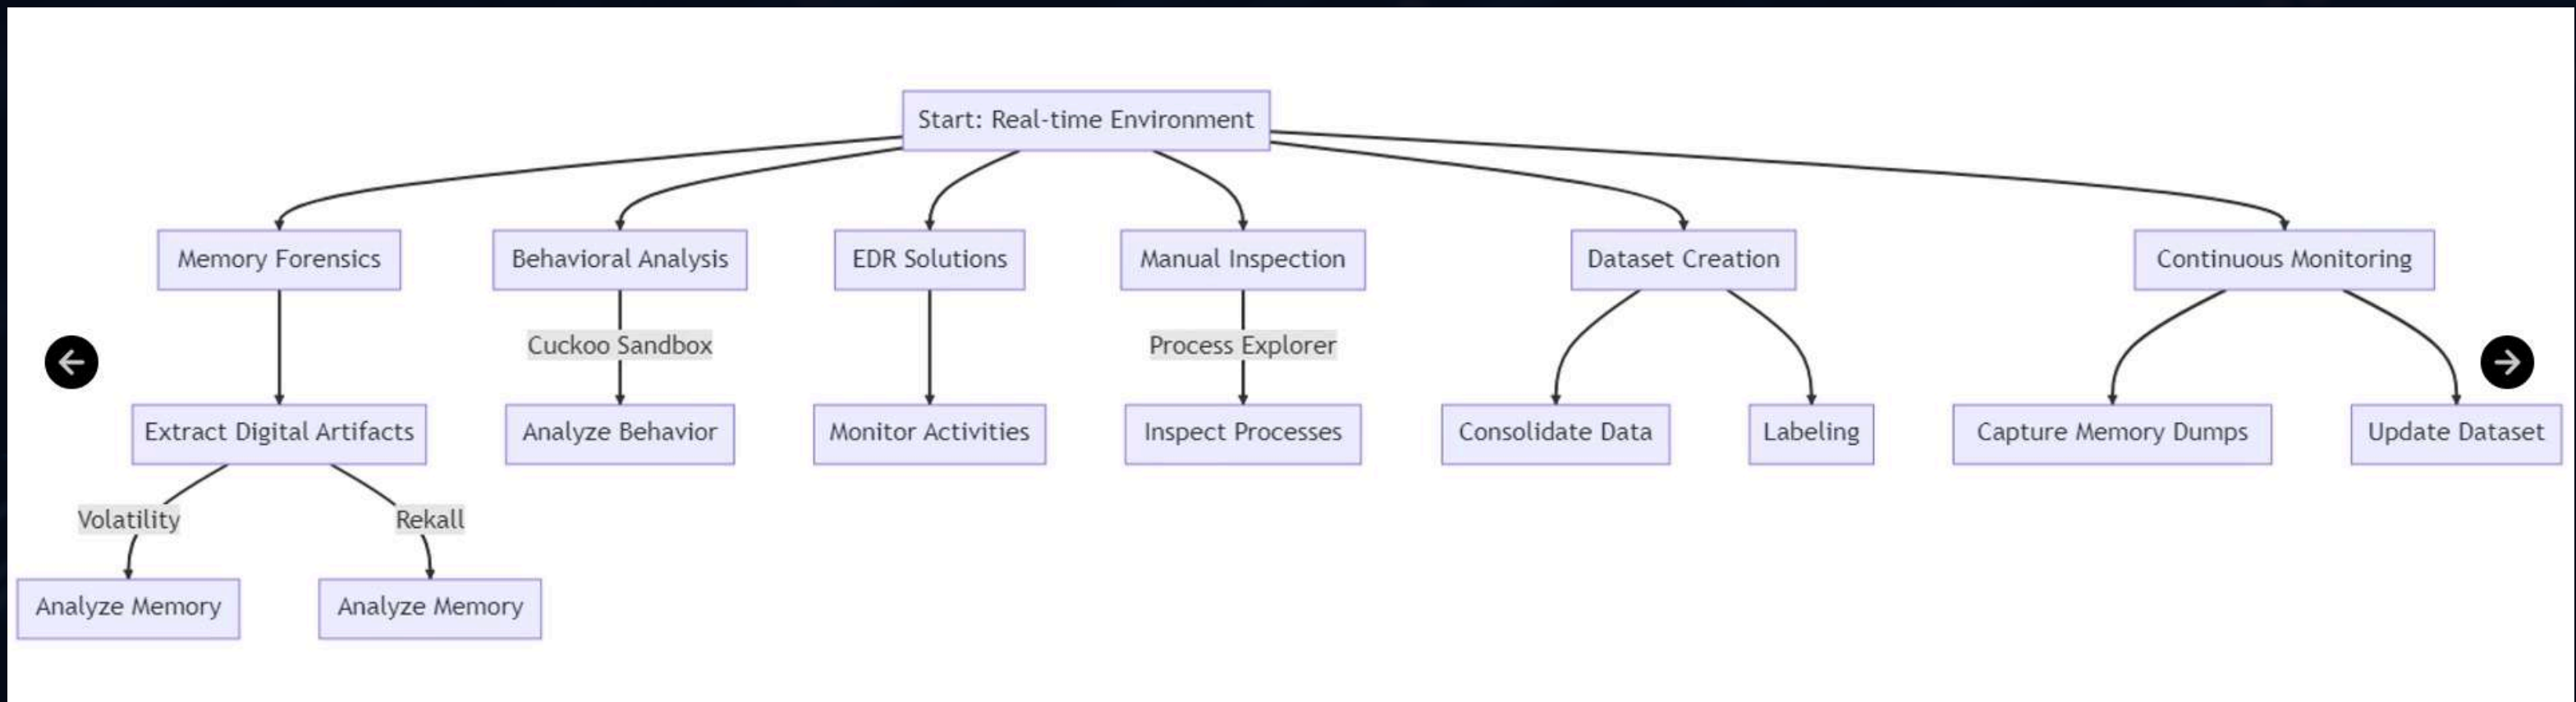 Start: Real-time Environment
Memory Forensics
Behavioral Analysis
EDR Solutions
Manual Inspection
Dataset Creation
Continuous Monitoring
Cuckoo Sandbox
Process Explorer
Extract Digital Artifacts
Analyze Behavior
Monitor Activities
Inspect Processes
Consolidate Data
Labeling
Capture Memory Dumps
Update Dataset
Volatility
Rekall
Analyze Memory
Analyze Memory